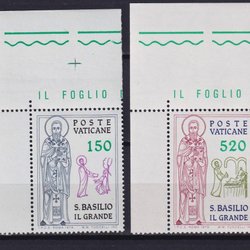 IL FOGLIO
IL FOGLIO
POSTE
VATICANE
150
S. BASILIO
IL GRANDE
POSTE
VATICANE
520
S. BASILIO
IL GRANDE